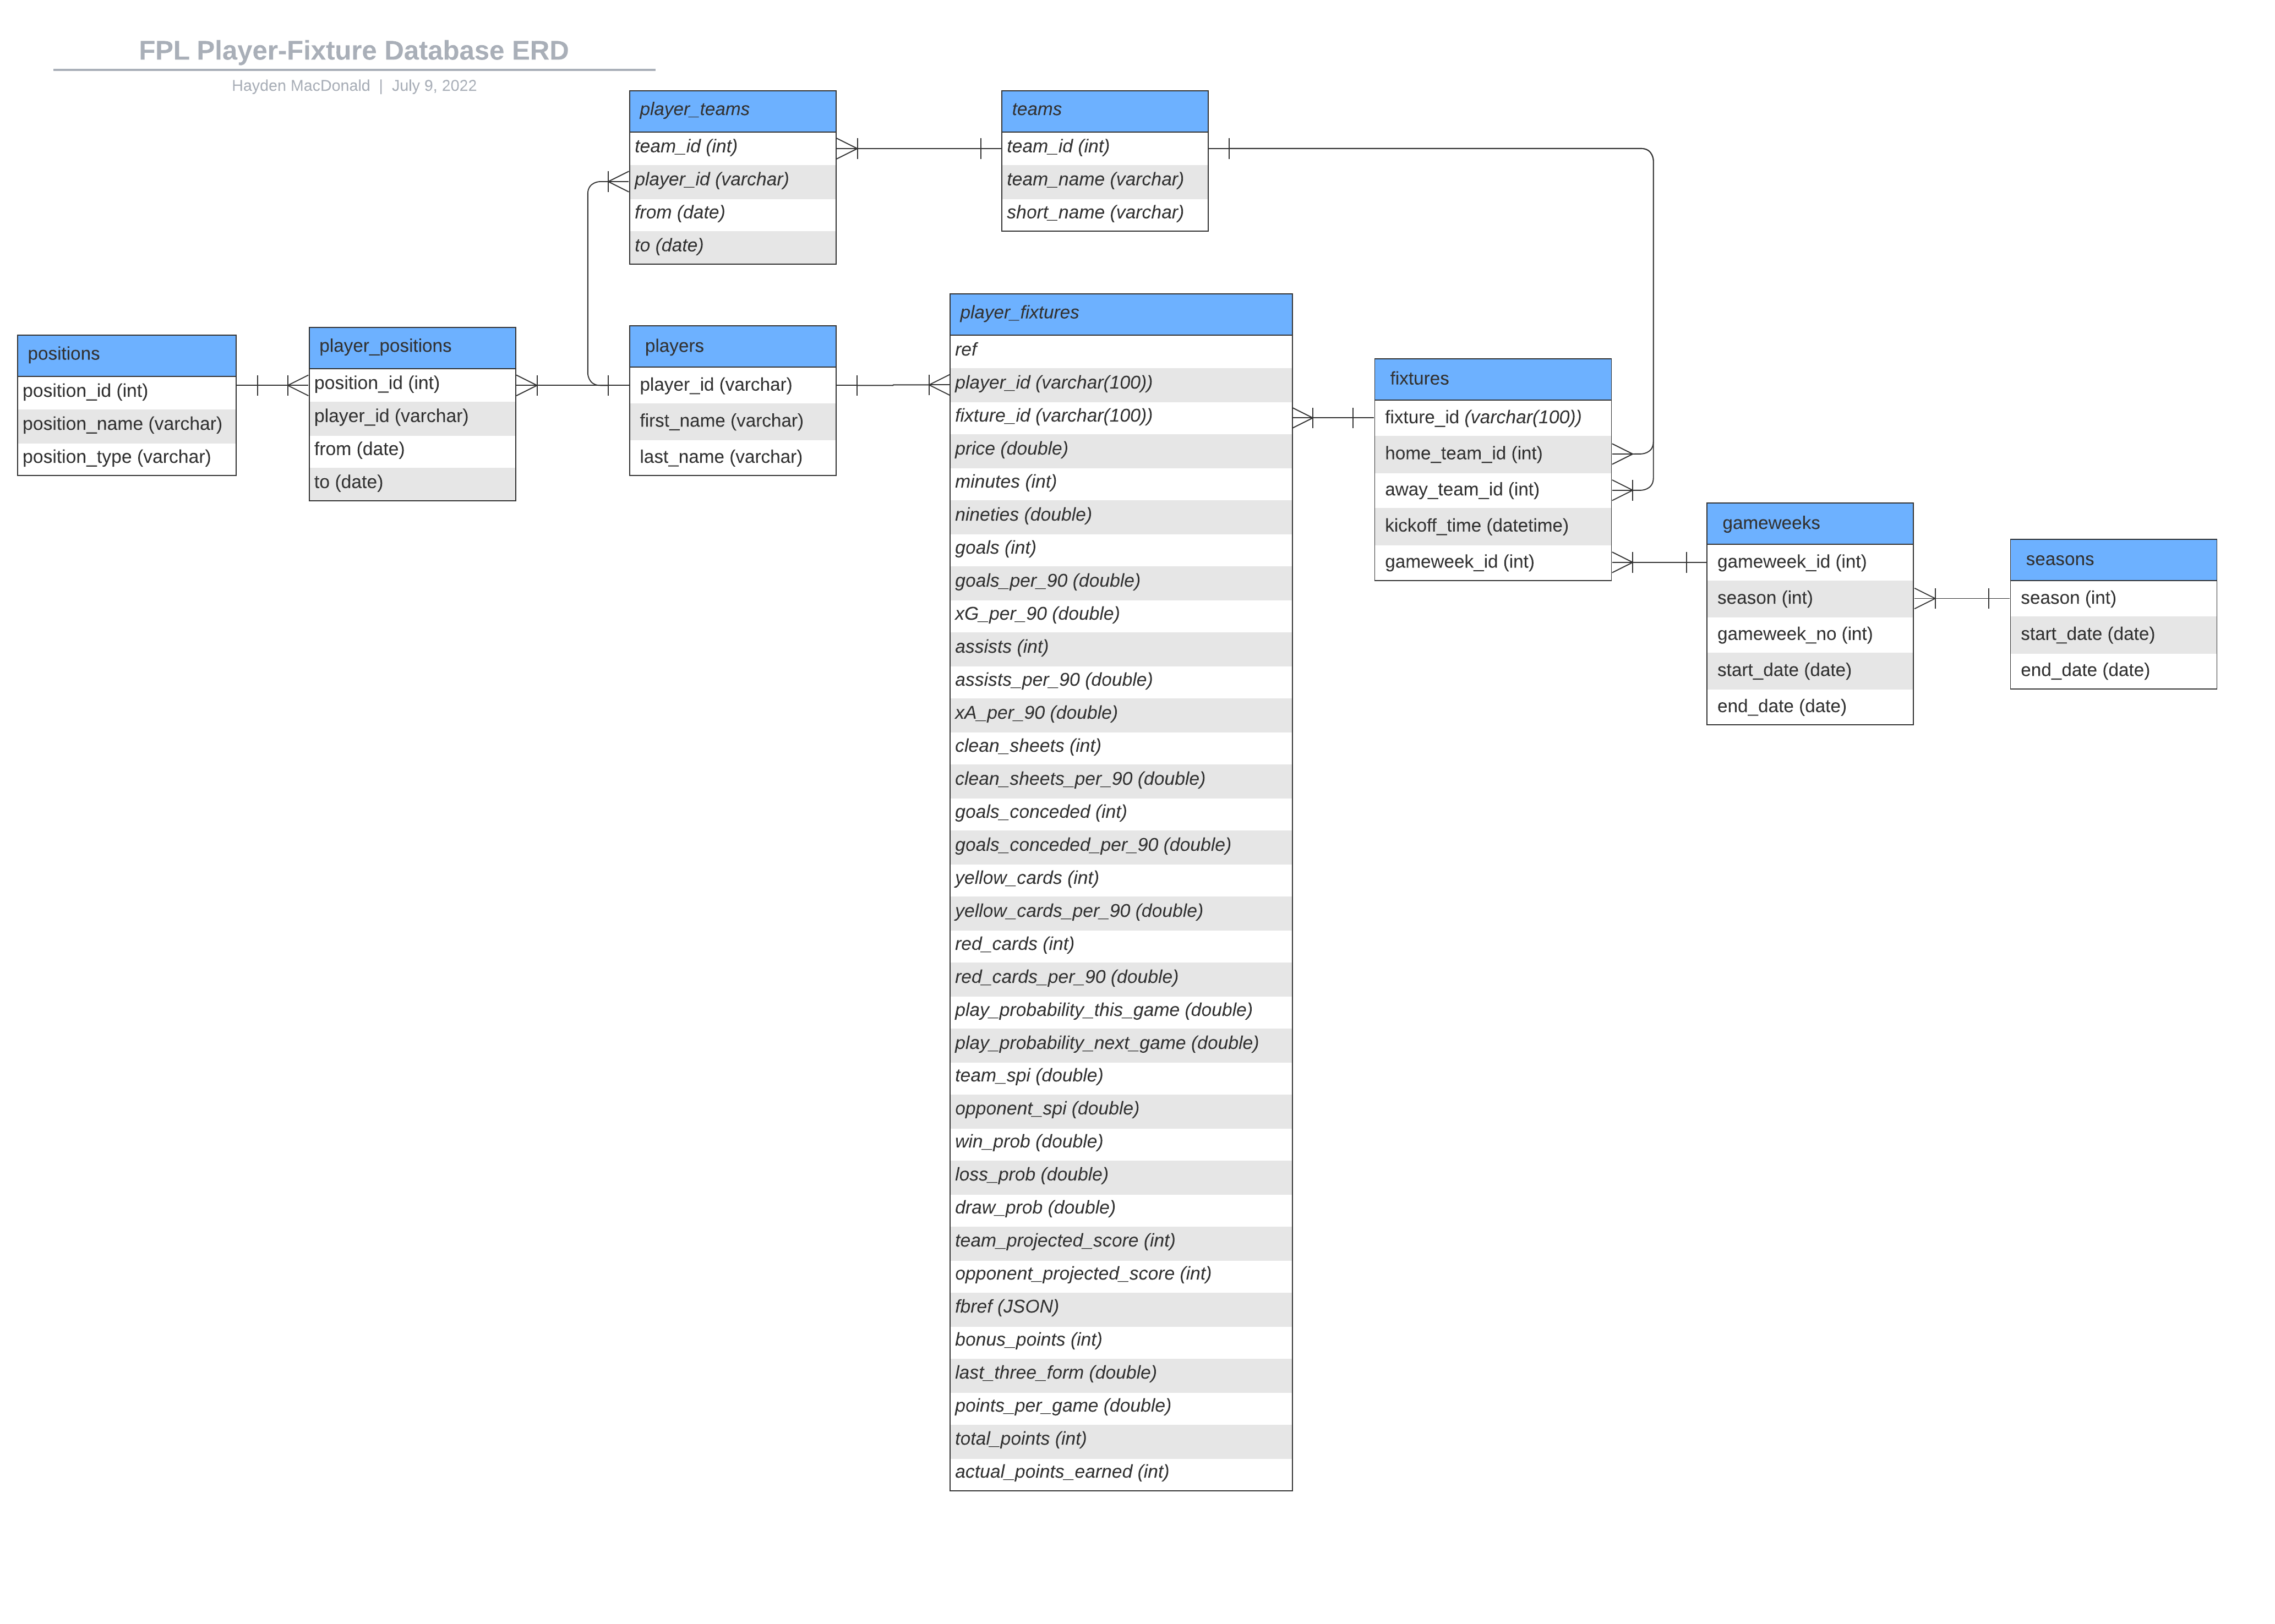 FPL Player-Fixture Database ERD
Hayden MacDonald | July 9, 2022
player_teams
team_id (int)
player_id (varchar)
from (date)
to (date)
teams
team_id (int)
team_name (varchar)
short_name (varchar)
positions
position_id (int)
position_name (varchar)
position_type (varchar)
player_positions
position_id (int)
player_id (varchar)
from (date)
to (date)
players
player_id (varchar)
first_name (varchar)
last_name (varchar)
player_fixtures
ref
player_id (varchar(100))
fixture_id (varchar(100))
price (double)
minutes (int)
nineties (double)
goals (int)
goals_per_90 (double)
xG_per_90 (double)
assists (int)
assists_per_90 (double)
xA_per_90 (double)
clean_sheets (int)
clean_sheets_per_90 (double)
goals_conceded (int)
goals_conceded_per_90 (double)
yellow_cards (int)
yellow_cards_per_90 (double)
red_cards (int)
red_cards_per_90 (double)
play_probability_this_game (double)
play_probability_next_game (double)
team_spi (double)
opponent_spi (double)
win_prob (double)
loss_prob (double)
draw_prob (double)
team_projected_score (int)
opponent_projected_score (int)
fbref (JSON)
bonus_points (int)
last_three_form (double)
points_per_game (double)
total_points (int)
actual_points_earned (int)
fixtures
fixture_id (varchar(100))
home_team_id (int)
away_team_id (int)
kickoff_time (datetime)
gameweek_id (int)
gameweeks
gameweek_id (int)
season (int)
gameweek_no (int)
start_date (date)
end_date (date)
seasons
season (int)
start_date (date)
end_date (date)